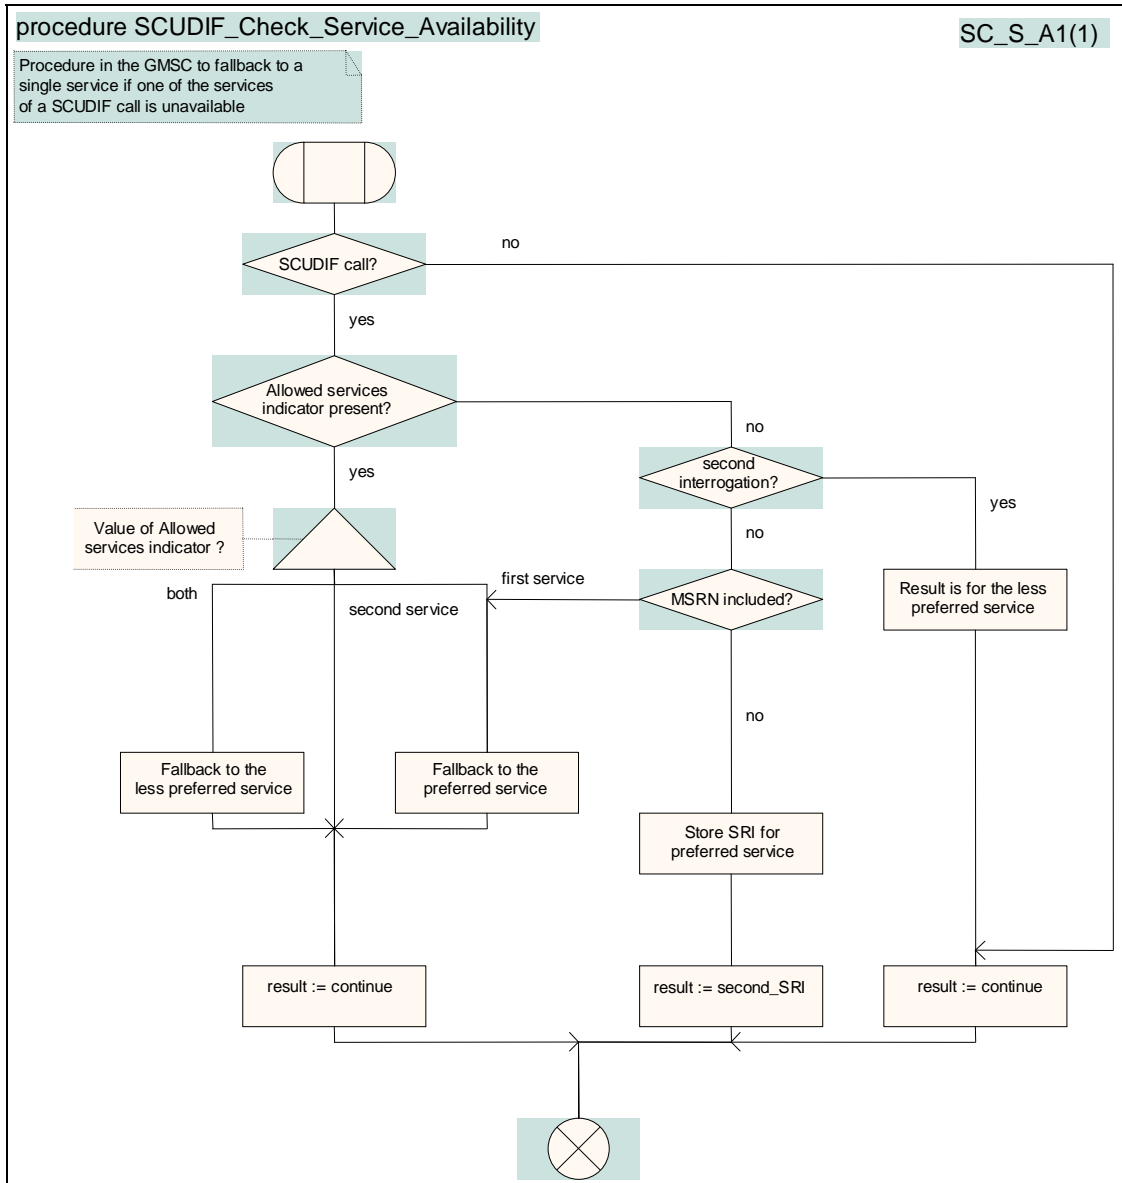 procedure SCUDIF_Check_Service_Availability
SC_S_A1(1)
Procedure in the GMSC to fallback to a
single service if one of the services
of a SCUDIF call is unavailable
no
SCUDIF call?
yes
Allowed services
indicator present?
no
second
interrogation?
yes
yes
Value of Allowed
services indicator ?
no
both
first service
MSRN included?
Result is for the less
preferred service
second service
no
Fallback to the
less preferred service
Fallback to the
preferred service
Store SRI for
preferred service
result := continue
result := second_SRI
result := continue